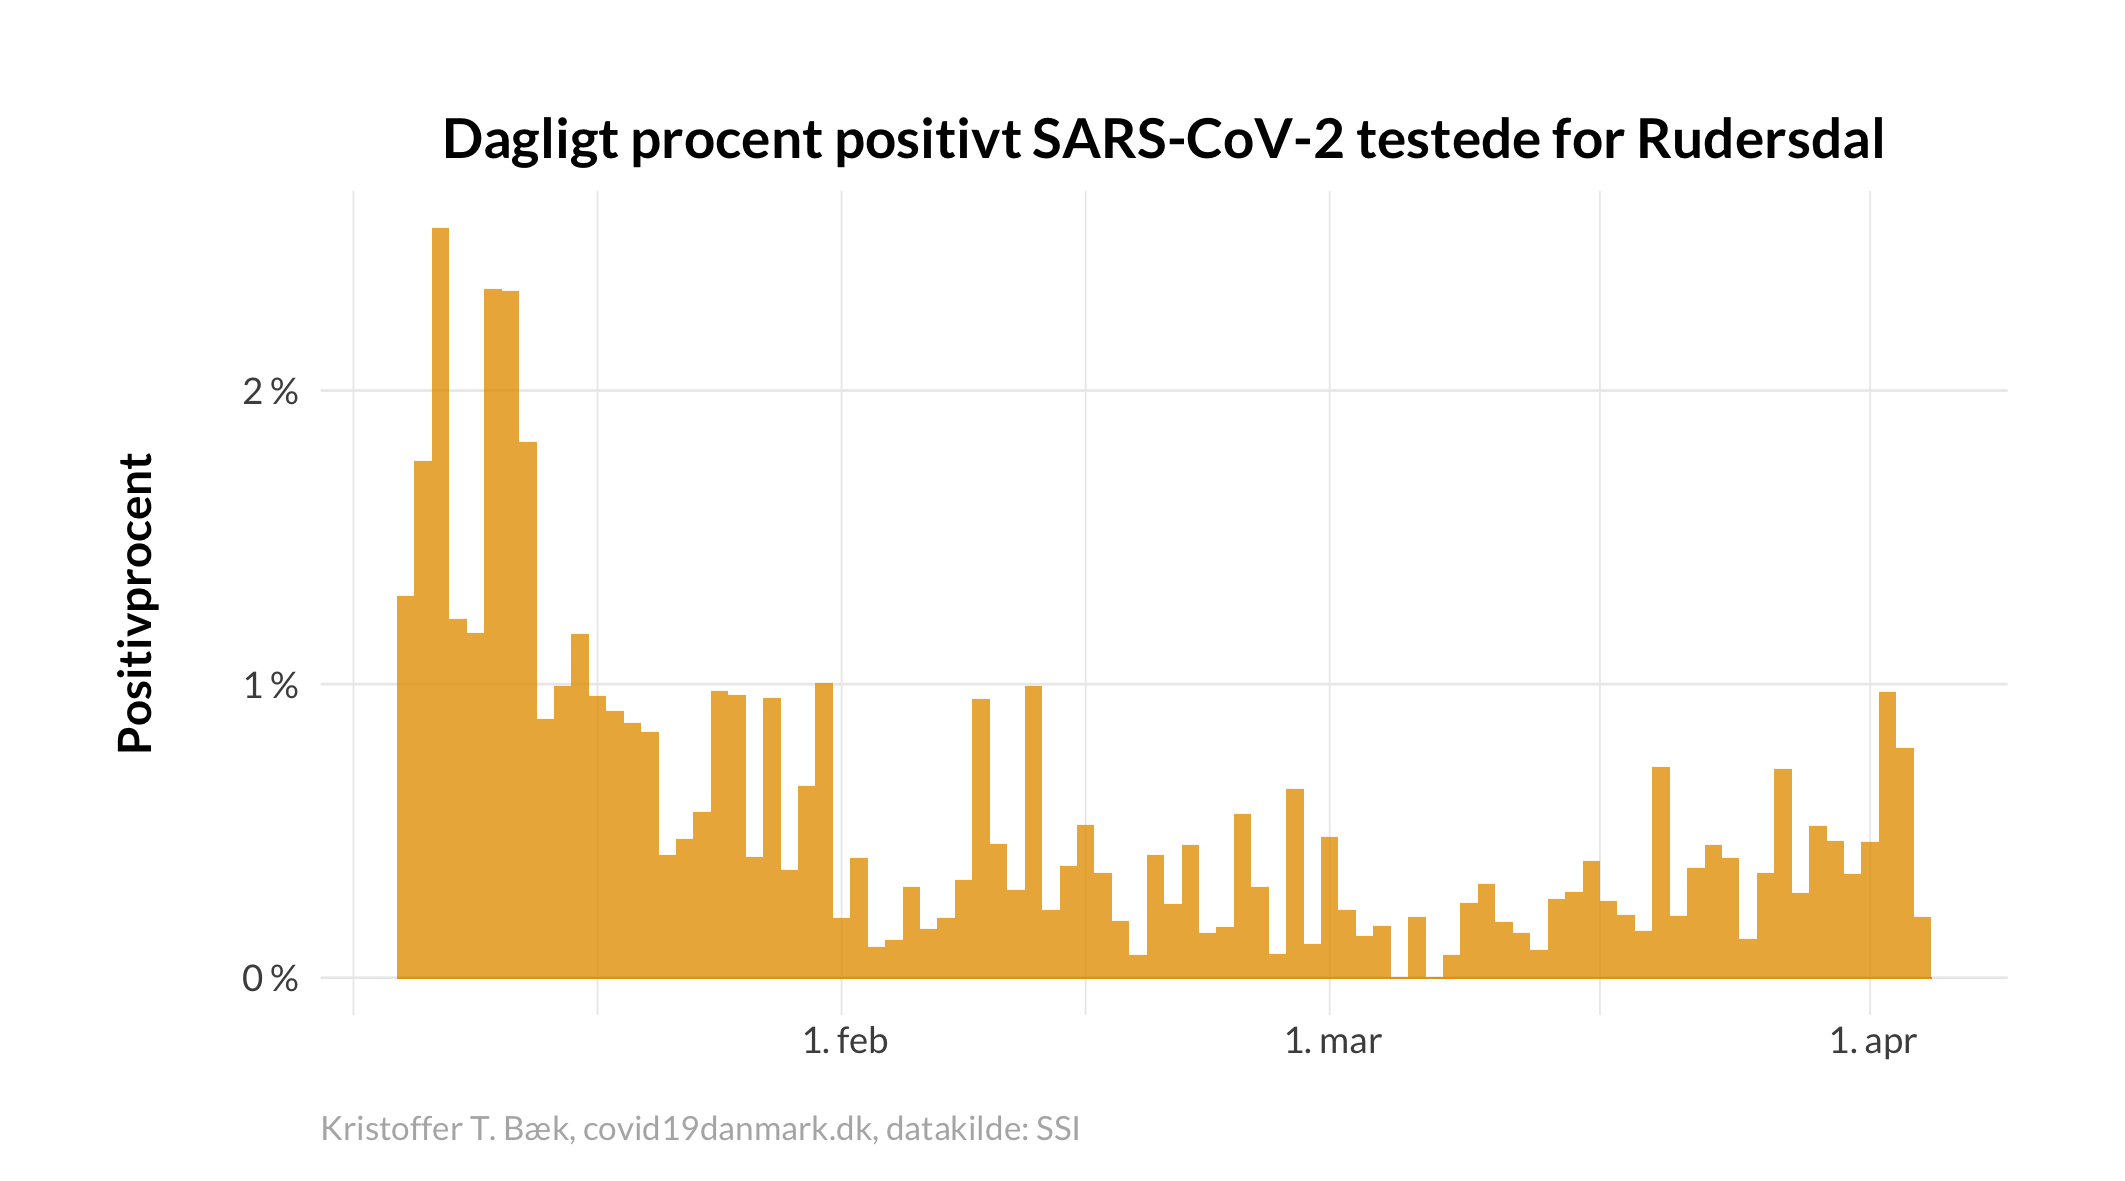 Dagligt procent positivt SARS-CoV-2 testede for Rudersdal
Positivprocent
2 %
1 %
0 %
1. feb
1. mar
1. apr
Kristoffer T. Bæk, covid19danmark.dk, datakilde: SSI